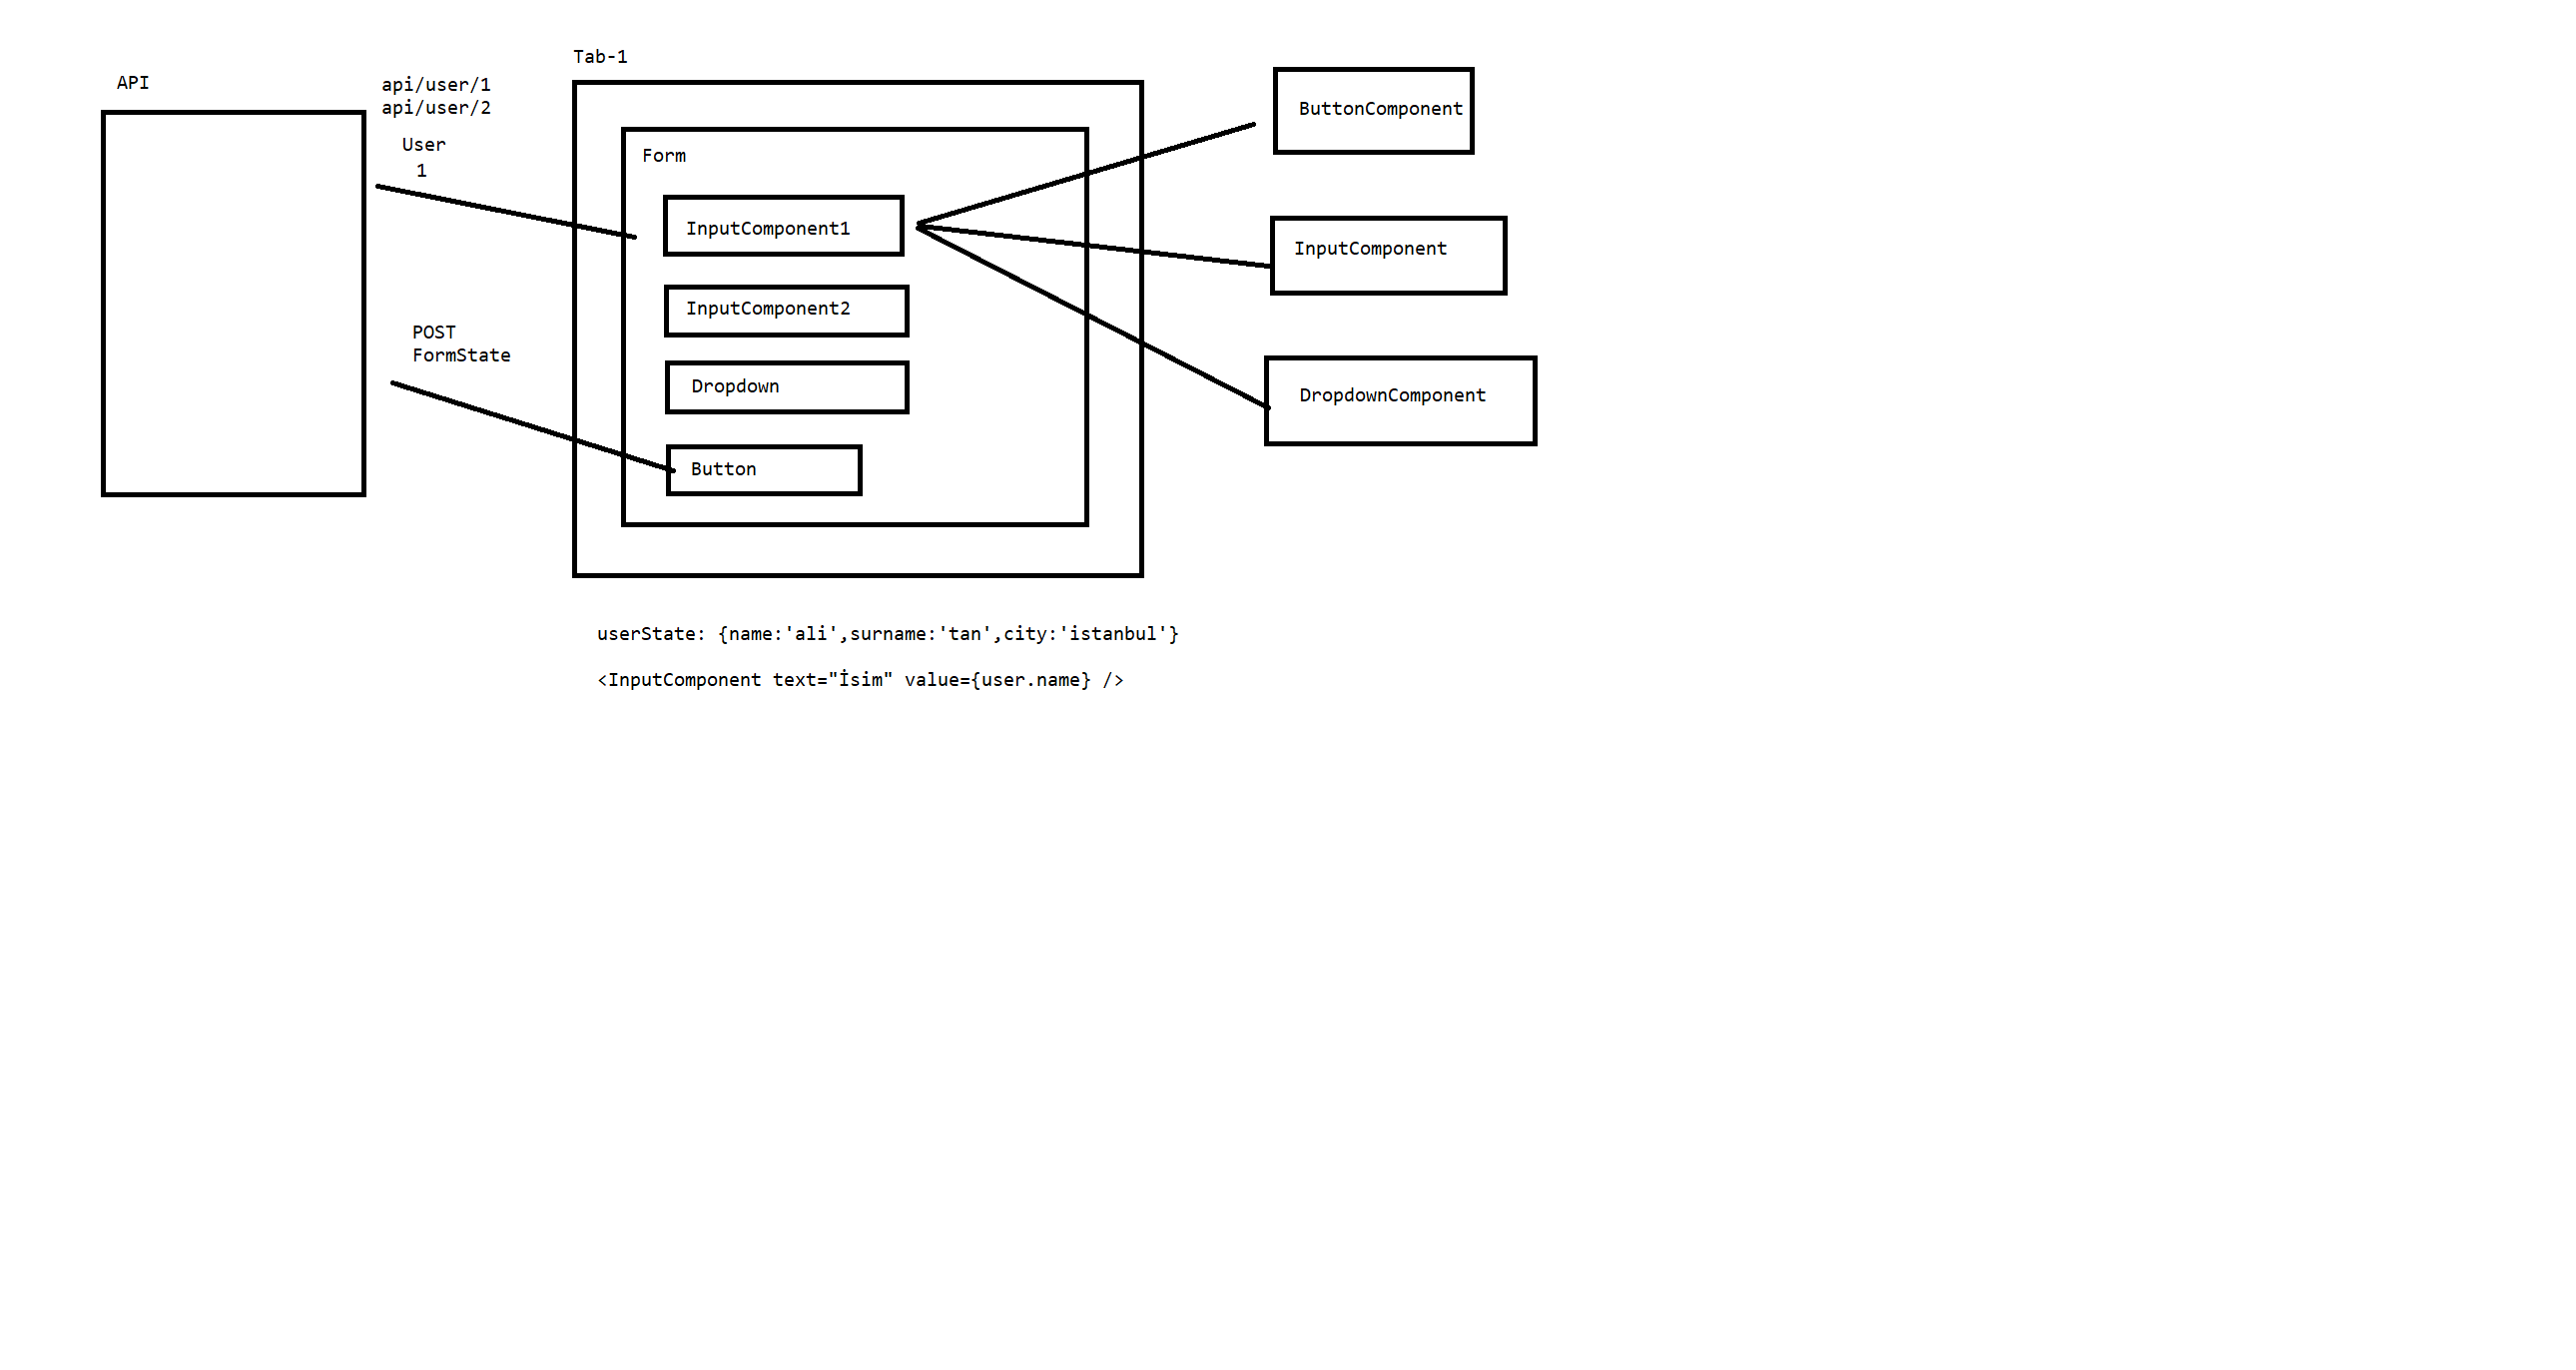 Tab-1
API
api/user/1
api/user/2
User
1
POST
FormState
Form
InputComponent1
InputComponent2
Dropdown
Button
ButtonComponent
InputComponent
DropdownComponent
userState: {name:'ali',surname:'tan',city:'istanbul'}
<InputComponent text="İsim" value={user.name} />